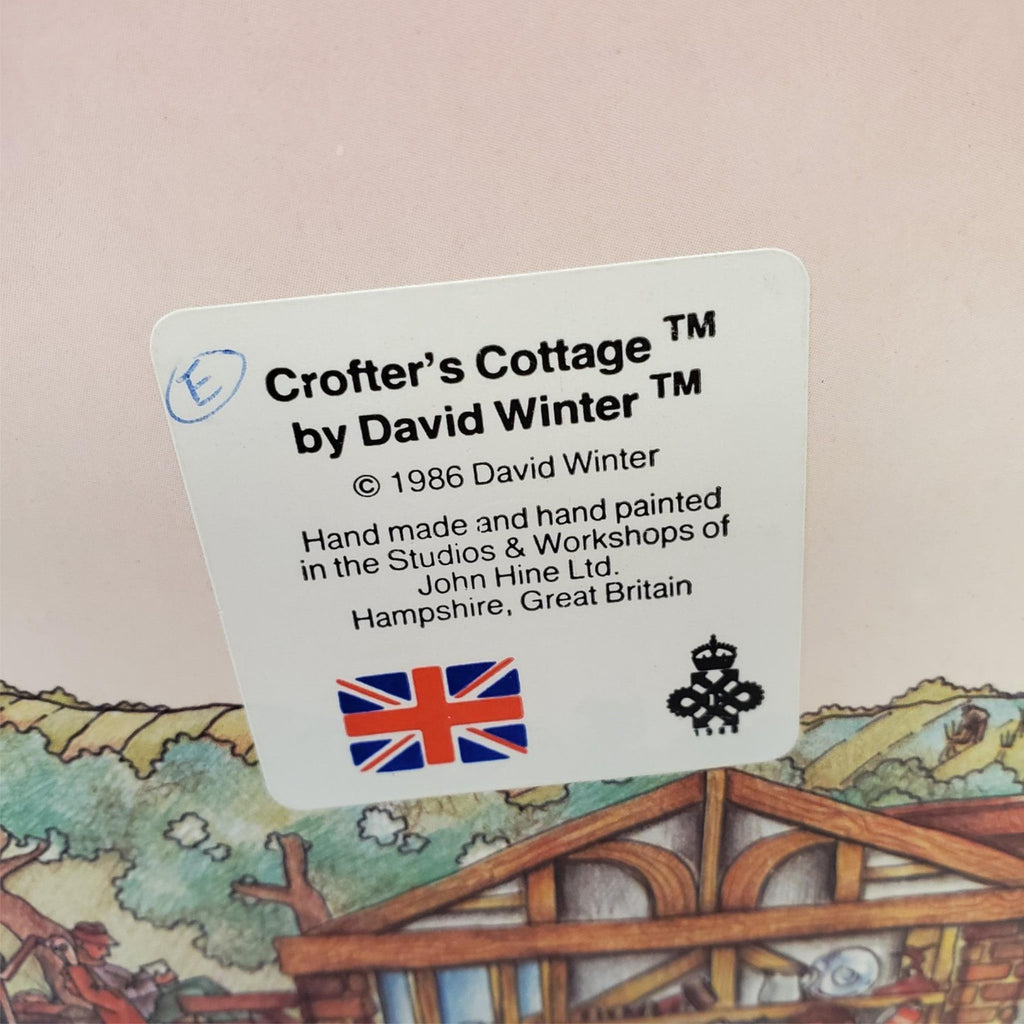 E
Crofter's Cottage ™
by David Winter ™
© 1986 David Winter
Hand made and hand painted
in the Studios & Workshops of
John Hine Ltd.
Hampshire, Great Britain